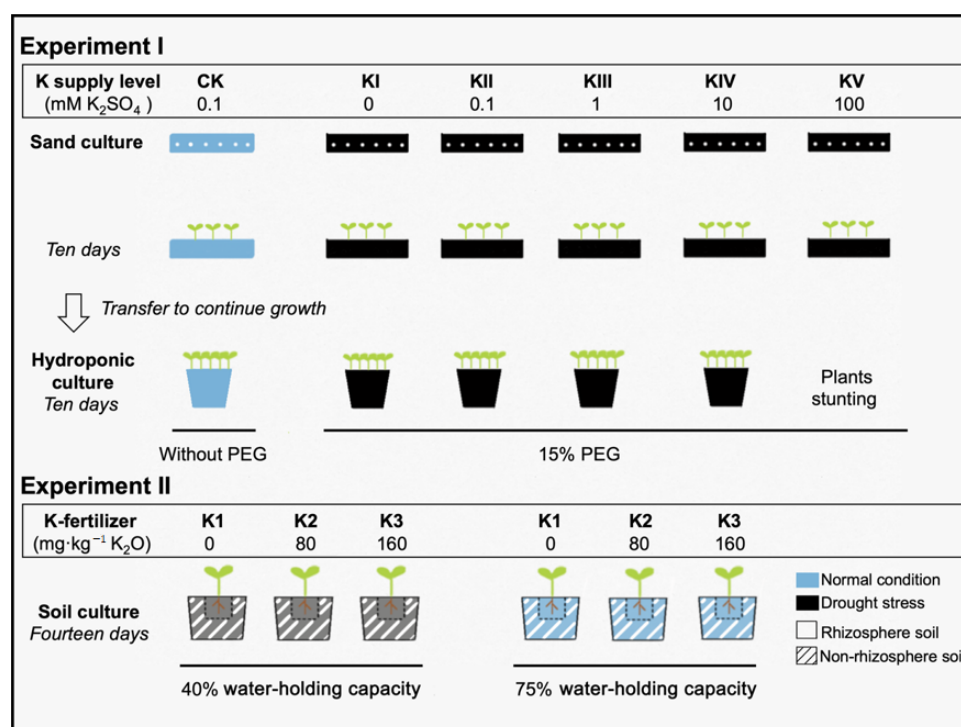 Experiment I
K supply level CK KI KII KIII KIV KV
(mM K₂SO₄ ) 0.1 0 0.1 1 10 100
Sand culture
Ten days
Transfer to continue growth
Hydroponic
culture
Ten days
Plants
stunting
Without PEG 15% PEG
Experiment II
K-fertilizer K1 K2 K3 K1 K2 K3
(mg·kg⁻¹ K₂O) 0 80 160 0 80 160
Soil culture
Fourteen days
Normal condition
Drought stress
Rhizosphere soil
Non-rhizosphere soil
40% water-holding capacity 75% water-holding capacity